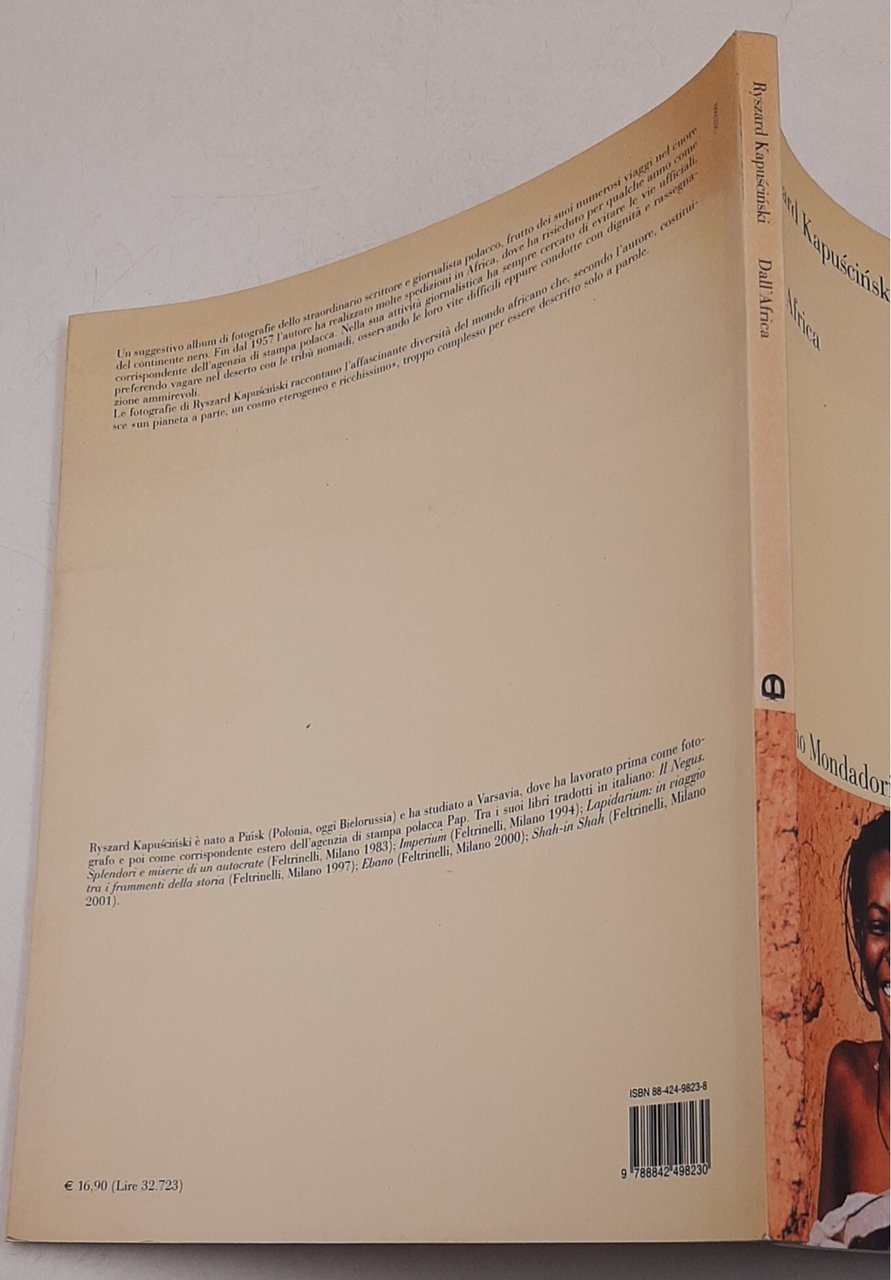 Un suggestivo album di fotografie dello straordinario scrittore e giornalista polacco, frutto dei suoi numerosi viaggi nel cuore
del continente nero. Fin dal 1957 l'autore ha realizzato molte spedizioni in Africa, dove ha risieduto per qualche anno come
corrispondente dell'agenzia di stampa polacca. Nella sua attività giornalistica ha sempre cercato di evitare le vie ufficiali,
preferendo vagare nel deserto con le tribù nomadi, osservando le loro vite difficili eppure condotte con dignità e rassegna-
zione ammirevoli.
Le fotografie di Ryszard Kapuściński raccontano l'affascinante diversità del mondo africano che, secondo l'autore, costitui-
sce «un pianeta a parte, un cosmo eterogeneo e ricchissimo», troppo complesso per essere descritto solo a parole.
Ryszard Kapuściński è nato a Pińsk (Polonia, oggi Bielorussia) e ha studiato a Varsavia, dove ha lavorato prima come foto-
grafo e poi come corrispondente estero dell'agenzia di stampa polacca Pap. Tra i suoi libri tradotti in italiano: Il Negus.
Splendori e miserie di un autocrate (Feltrinelli, Milano 1983); Imperium (Feltrinelli, Milano 1994); Lapidarium: in viaggio
tra i frammenti della storia (Feltrinelli, Milano 1997); Ebano (Feltrinelli, Milano 2000); Shah-in Shah (Feltrinelli, Milano
2001).
€ 16,90 (Lire 32.723)
ISBN 88-424-9823-8
9 788842 498230
Ryszard Kapuściński Dall'Africa
ard Kapuścińsk
Africa
no Mondadori